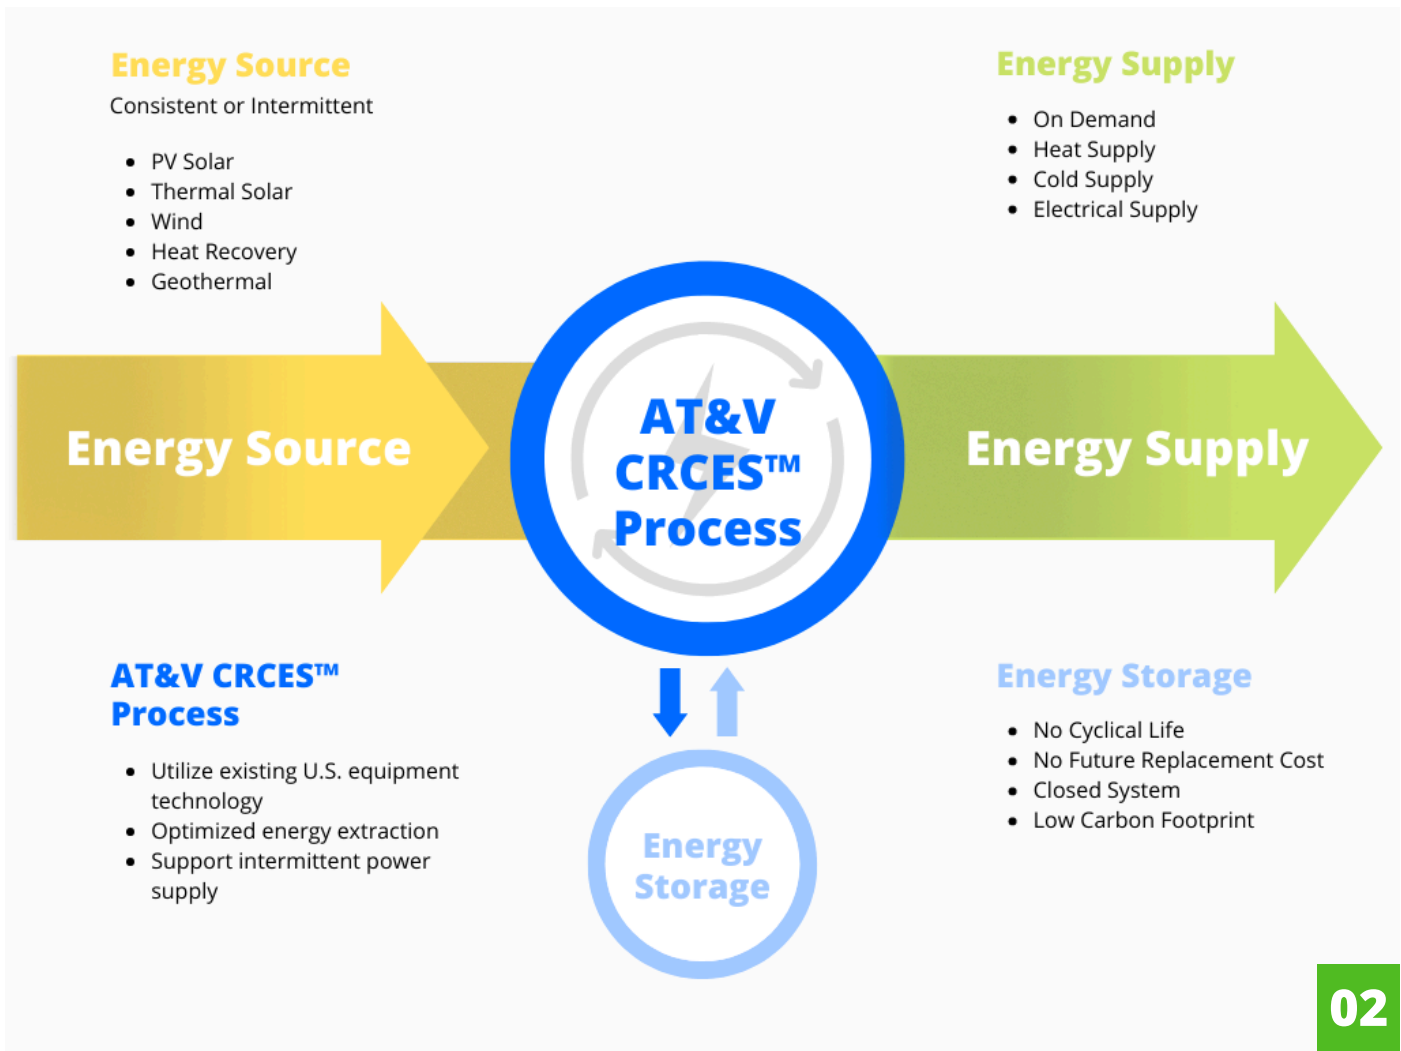 Energy Source
Consistent or Intermittent
• PV Solar
• Thermal Solar
• Wind
• Heat Recovery
• Geothermal
Energy Supply
• On Demand
• Heat Supply
• Cold Supply
• Electrical Supply
Energy Source
AT&V
CRCES™
Process
Energy Supply
AT&V CRCES™
Process
• Utilize existing U.S. equipment
technology
• Optimized energy extraction
• Support intermittent power
supply
Energy
Storage
Energy Storage
• No Cyclical Life
• No Future Replacement Cost
• Closed System
• Low Carbon Footprint
02